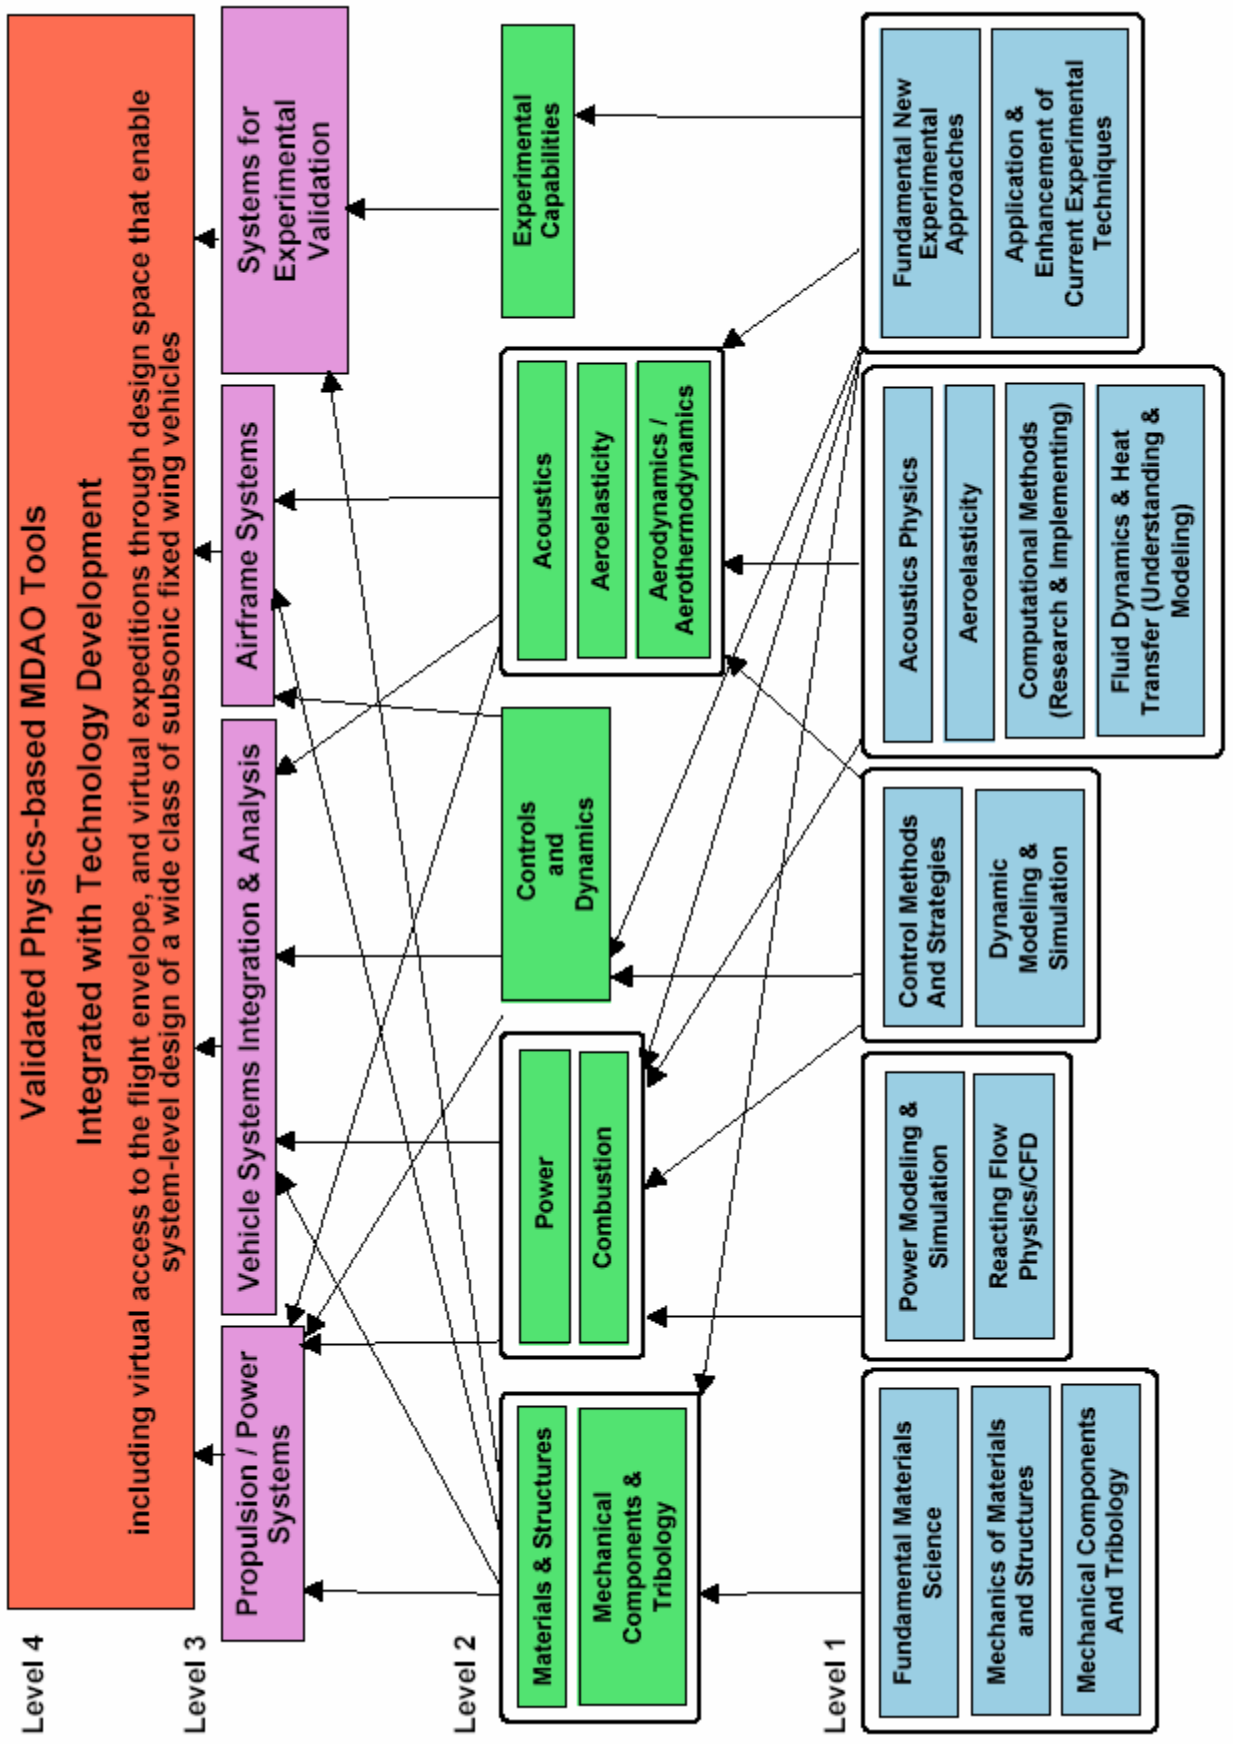 Level 4
Validated Physics-based MDAO Tools
Integrated with Technology Development
including virtual access to the flight envelope, and virtual expeditions through design space that enable
system-level design of a wide class of subsonic fixed wing vehicles
Level 3
Propulsion / Power
Systems
Vehicle Systems Integration & Analysis
Airframe Systems
Systems for
Experimental
Validation
Level 2
Materials & Structures
Mechanical
Components &
Tribology
Power
Combustion
Controls
and
Dynamics
Acoustics
Aeroelasticity
Aerodynamics /
Aerothermodynamics
Experimental
Capabilities
Level 1
Fundamental Materials
Science
Mechanics of Materials
and Structures
Mechanical Components
And Tribology
Power Modeling &
Simulation
Reacting Flow
Physics/CFD
Control Methods
And Strategies
Dynamic
Modeling &
Simulation
Acoustics Physics
Aeroelasticity
Computational Methods
(Research & Implementing)
Fluid Dynamics & Heat
Transfer (Understanding &
Modeling)
Fundamental New
Experimental
Approaches
Application &
Enhancement of
Current Experimental
Techniques